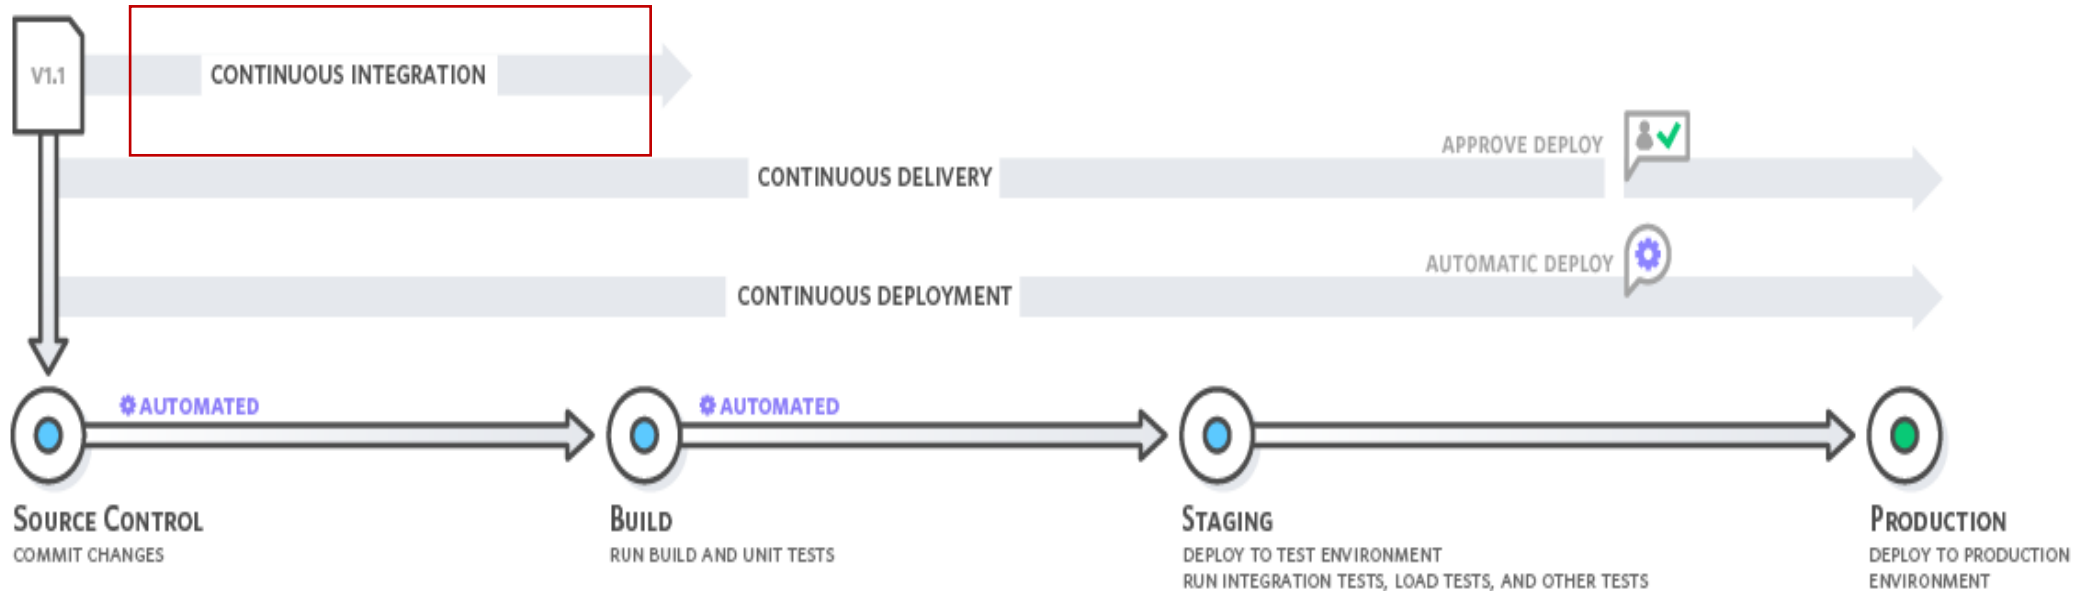 V1.1
CONTINUOUS INTEGRATION
APPROVE DEPLOY
CONTINUOUS DELIVERY
AUTOMATIC DEPLOY
CONTINUOUS DEPLOYMENT
AUTOMATED
AUTOMATED
SOURCE CONTROL
COMMIT CHANGES
BUILD
RUN BUILD AND UNIT TESTS
STAGING
DEPLOY TO TEST ENVIRONMENT
RUN INTEGRATION TESTS, LOAD TESTS, AND OTHER TESTS
PRODUCTION
DEPLOY TO PRODUCTION
ENVIRONMENT